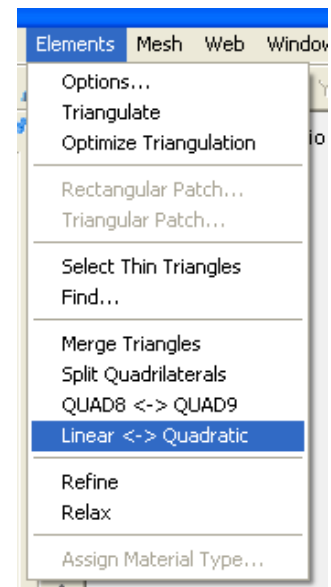 Elements Mesh Web Window
Options...
Triangulate
Optimize Triangulation
io
Rectangular Patch...
Triangular Patch...
Select Thin Triangles
Find...
Merge Triangles
Split Quadrilaterals
QUAD8 <-> QUAD9
Linear <-> Quadratic
Refine
Relax
Assign Material Type...